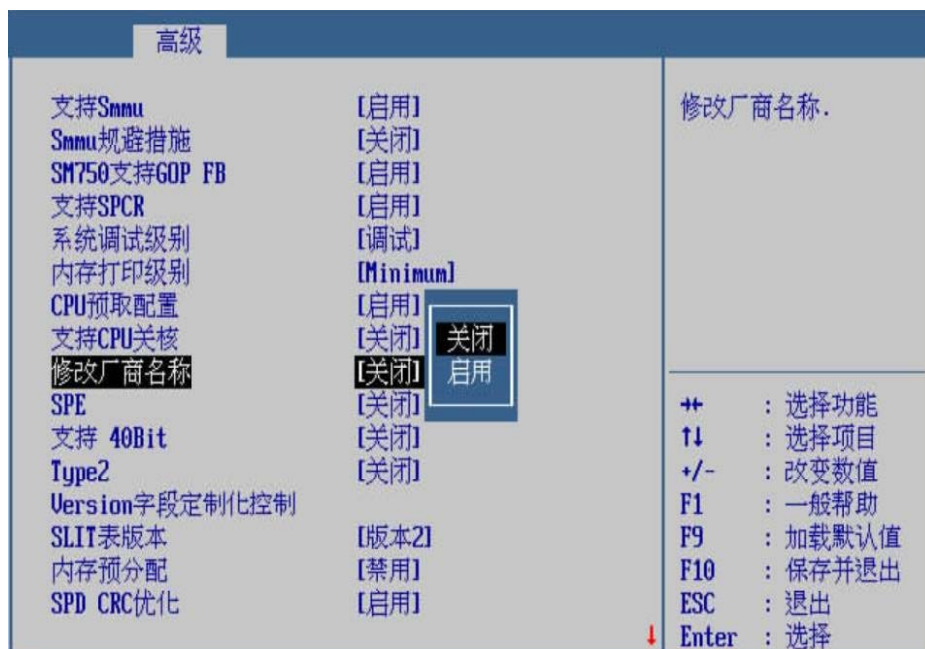 高级
支持Smmu [启用]
Smmu规避措施 [关闭]
SM750支持GOP FB [启用]
支持SPCR [启用]
系统调试级别 [调试]
内存打印级别 [Minimum]
CPU预取配置 [启用]
支持CPU关核 [关闭]
修改厂商名称 [关闭]
SPE [关闭]
支持 40Bit [关闭]
Type2 [关闭]
Version字段定制化控制
SLIT表版本 [版本2]
内存预分配 [禁用]
SPD CRC优化 [启用]
关闭
启用
修改厂商名称.
→← : 选择功能
↑↓ : 选择项目
+/- : 改变数值
F1 : 一般帮助
F9 : 加载默认值
F10 : 保存并退出
ESC : 退出
Enter : 选择